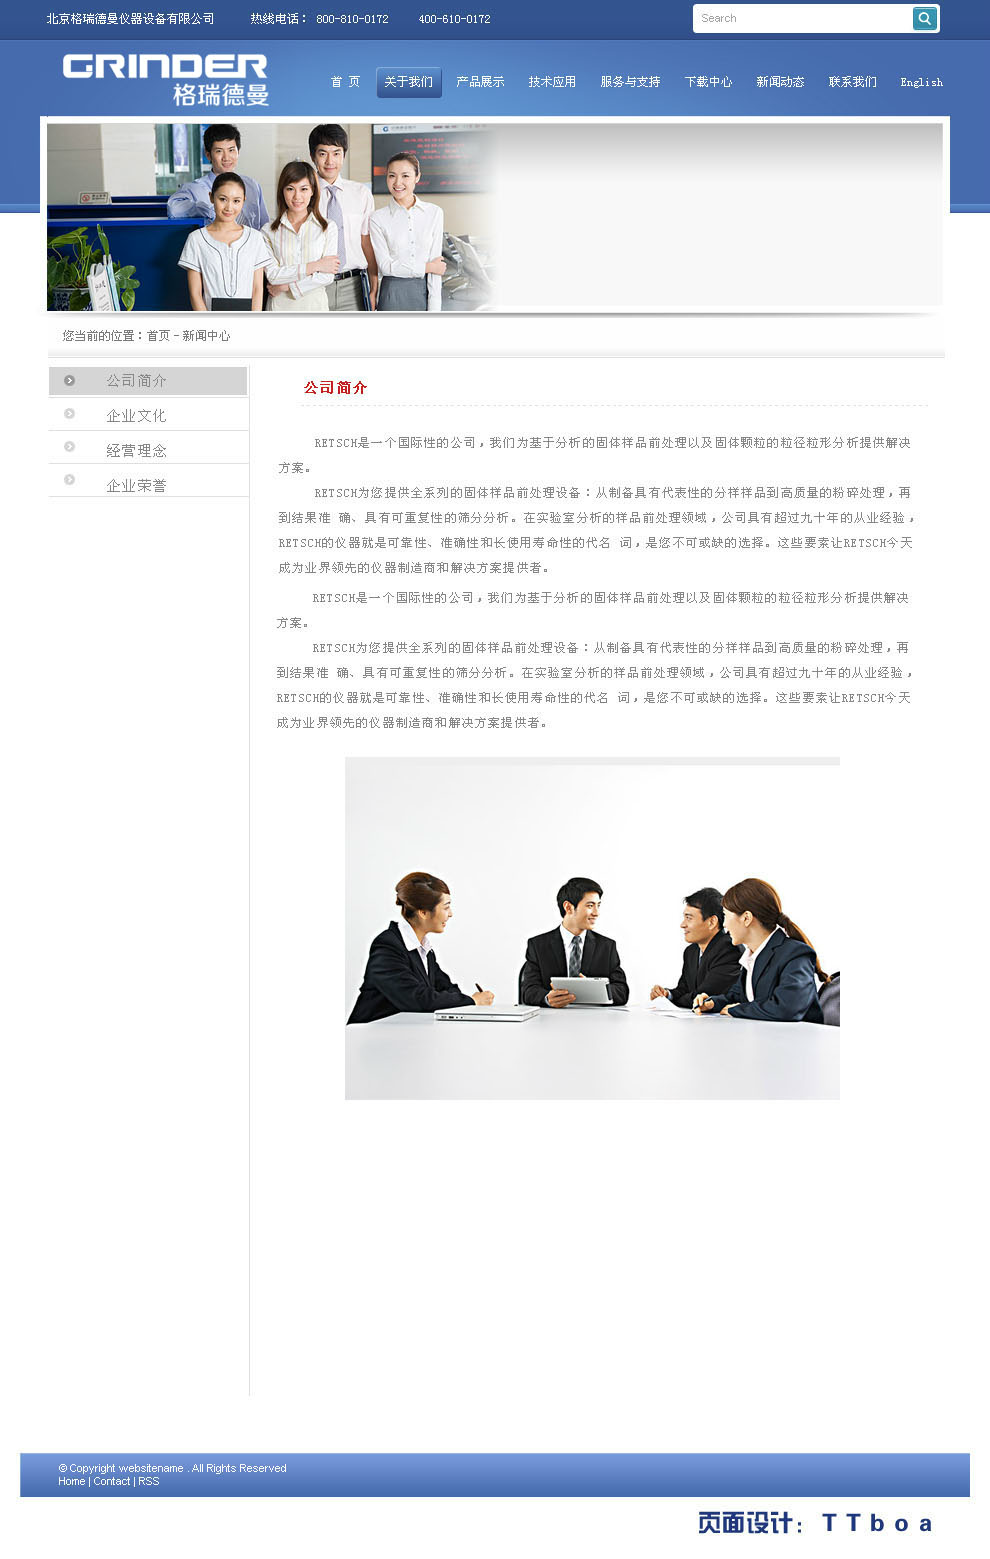 北京格瑞德曼仪器设备有限公司 热线电话： 800-810-0172 400-610-0172
Search
GRINDER
格瑞德曼
首 页 关于我们 产品展示 技术应用 服务与支持 下载中心 新闻动态 联系我们 English
您当前的位置：首页 - 新闻中心
公司简介
企业文化
经营理念
企业荣誉
公司简介
RETSCH是一个国际性的公司，我们为基于分析的固体样品前处理以及固体颗粒的粒径粒形分析提供解决
方案。
RETSCH为您提供全系列的固体样品前处理设备：从制备具有代表性的分样样品到高质量的粉碎处理，再
到结果准 确、具有可重复性的筛分分析。在实验室分析的样品前处理领域，公司具有超过九十年的从业经验，
RETSCH的仪器就是可靠性、准确性和长使用寿命性的代名 词，是您不可或缺的选择。这些要素让RETSCH今天
成为业界领先的仪器制造商和解决方案提供者。
RETSCH是一个国际性的公司，我们为基于分析的固体样品前处理以及固体颗粒的粒径粒形分析提供解决
方案。
RETSCH为您提供全系列的固体样品前处理设备：从制备具有代表性的分样样品到高质量的粉碎处理，再
到结果准 确、具有可重复性的筛分分析。在实验室分析的样品前处理领域，公司具有超过九十年的从业经验，
RETSCH的仪器就是可靠性、准确性和长使用寿命性的代名 词，是您不可或缺的选择。这些要素让RETSCH今天
成为业界领先的仪器制造商和解决方案提供者。
© Copyright websitename . All Rights Reserved
Home | Contact | RSS
页面设计: TTboa